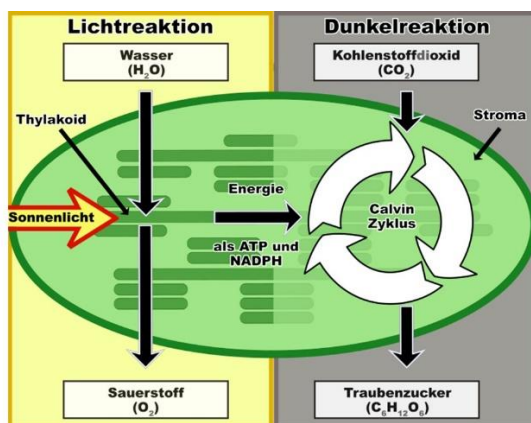 Lichtreaktion
Dunkelreaktion
Wasser
(H₂O)
Kohlenstoffdioxid
(CO₂)
Thylakoid
Stroma
Sonnenlicht
Energie
als ATP und
NADPH
Calvin
Zyklus
Sauerstoff
(O₂)
Traubenzucker
(C₆H₁₂O₆)